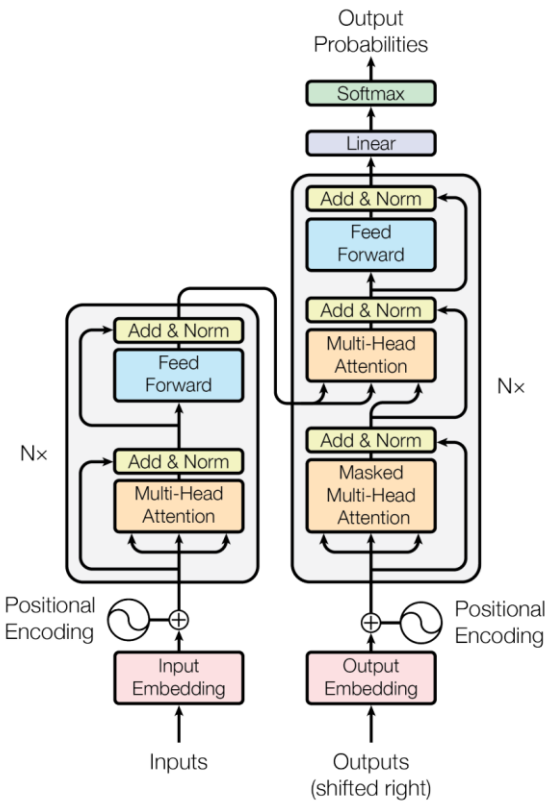 Output
Probabilities
Softmax
Linear
Add & Norm
Feed
Forward
Add & Norm
Multi-Head
Attention
Add & Norm
Masked
Multi-Head
Attention
N×
Add & Norm
Feed
Forward
Add & Norm
Multi-Head
Attention
N×
Positional
Encoding
Positional
Encoding
Input
Embedding
Output
Embedding
Inputs
Outputs
(shifted right)